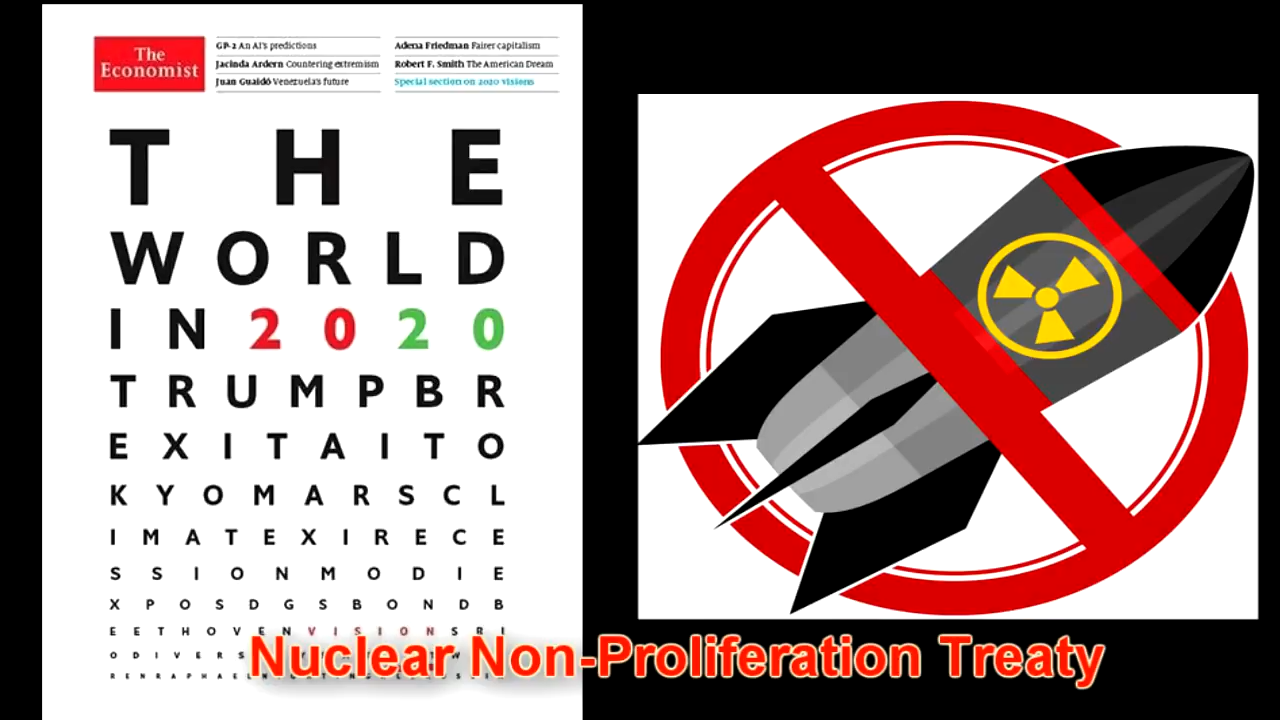 The
Economist
GP-2 An AI's predictions
Jacinda Ardern Countering extremism
Juan Guaidó Venezuela's future
Adena Friedman Fairer capitalism
Robert F. Smith The American Dream
Special section on 2020 visions
T H E
W O R L D
I N 2 0 2 0
T R U M P B R
E X I T A I T O
K Y O M A R S C L
I M A T E X I R E C E
S S I O N M O D I E
X P O S D G S B O N D B
E E T H O V E N V I S I O N S R I
O D I V E R S
R E N R A P H A E L
Nuclear Non-Proliferation Treaty